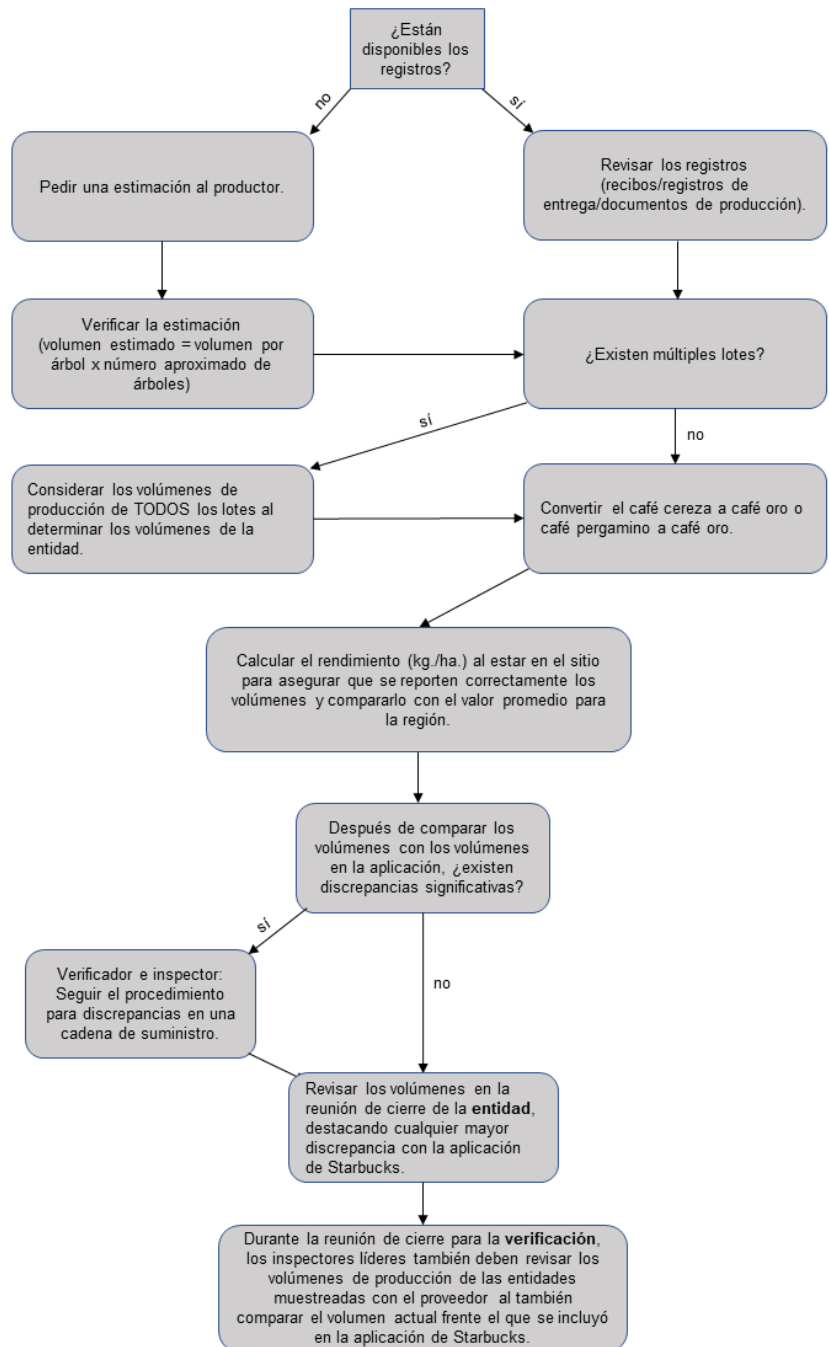 ¿Están
disponibles los
registros?
no
sí
Pedir una estimación al productor.
Revisar los registros
(recibos/registros de
entrega/documentos de producción).
Verificar la estimación
(volumen estimado = volumen por
árbol x número aproximado de
árboles)
¿Existen múltiples lotes?
sí
no
Considerar los volúmenes de
producción de TODOS los lotes al
determinar los volúmenes de la
entidad.
Convertir el café cereza a café oro o
café pergamino a café oro.
Calcular el rendimiento (kg./ha.) al estar en el sitio
para asegurar que se reporten correctamente los
volúmenes y compararlo con el valor promedio para
la región.
Después de comparar los
volúmenes con los volúmenes
en la aplicación, ¿existen
discrepancias significativas?
sí
no
Verificador e inspector:
Seguir el procedimiento
para discrepancias en una
cadena de suministro.
Revisar los volúmenes en la
reunión de cierre de la entidad,
destacando cualquier mayor
discrepancia con la aplicación
de Starbucks.
Durante la reunión de cierre para la verificación,
los inspectores líderes también deben revisar los
volúmenes de producción de las entidades
muestreadas con el proveedor al también
comparar el volumen actual frente el que se incluyó
en la aplicación de Starbucks.